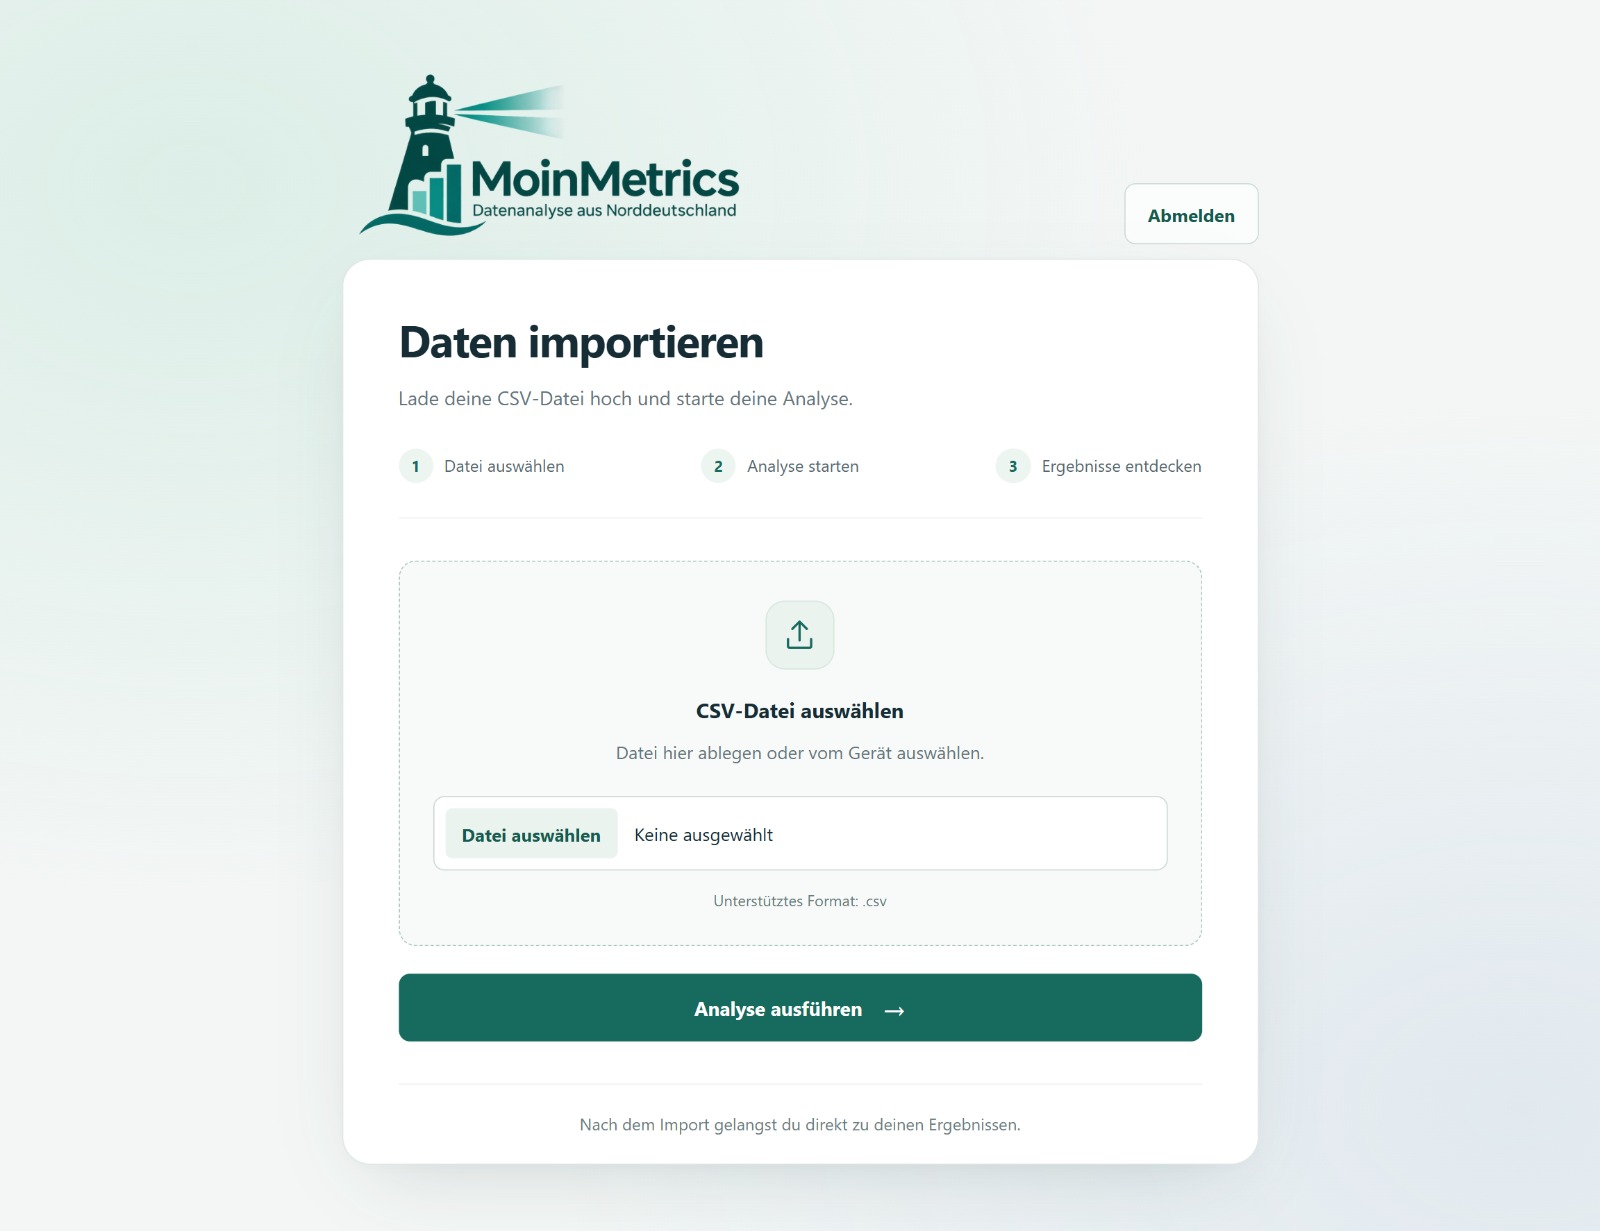 MoinMetrics
Datenanalyse aus Norddeutschland
Abmelden
Daten importieren
Lade deine CSV-Datei hoch und starte deine Analyse.
1 Datei auswählen
2 Analyse starten
3 Ergebnisse entdecken
CSV-Datei auswählen
Datei hier ablegen oder vom Gerät auswählen.
Datei auswählen Keine ausgewählt
Unterstütztes Format: .csv
Analyse ausführen →
Nach dem Import gelangst du direkt zu deinen Ergebnissen.